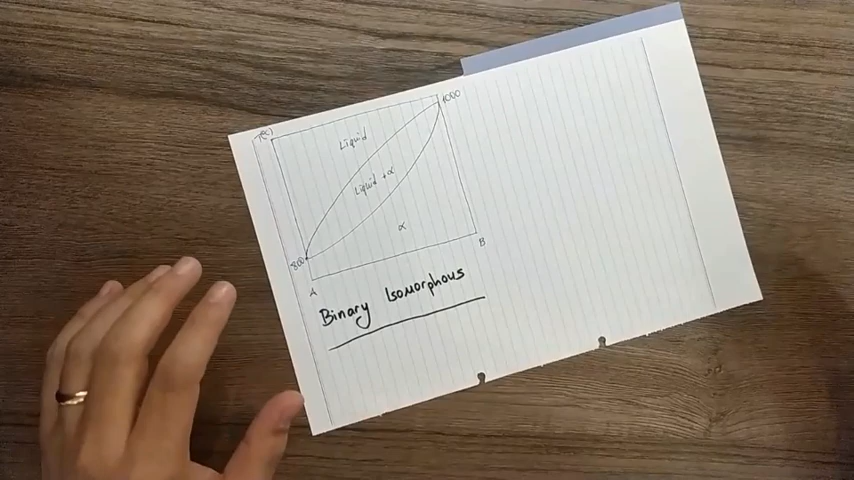 T(°C)
1000
Liquid
Liquid + α
α
800
A
B
Binary Isomorphous